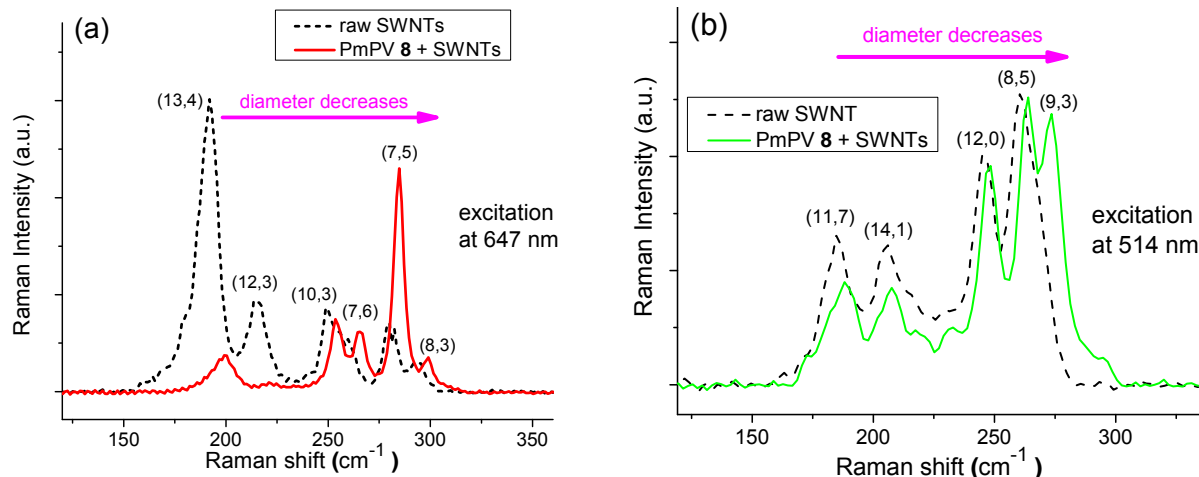 (a)
raw SWNTs
PmPV 8 + SWNTs
diameter decreases
(13,4)
(12,3)
(10,3)
(7,6)
(7,5)
(8,3)
excitation
at 647 nm
Raman Intensity (a.u.)
150 200 250 300 350
Raman shift (cm⁻¹)
(b)
diameter decreases
raw SWNT
PmPV 8 + SWNTs
(11,7)
(14,1)
(12,0)
(8,5)
(9,3)
excitation
at 514 nm
Raman Intensity (a.u.)
150 200 250 300
Raman shift (cm⁻¹)